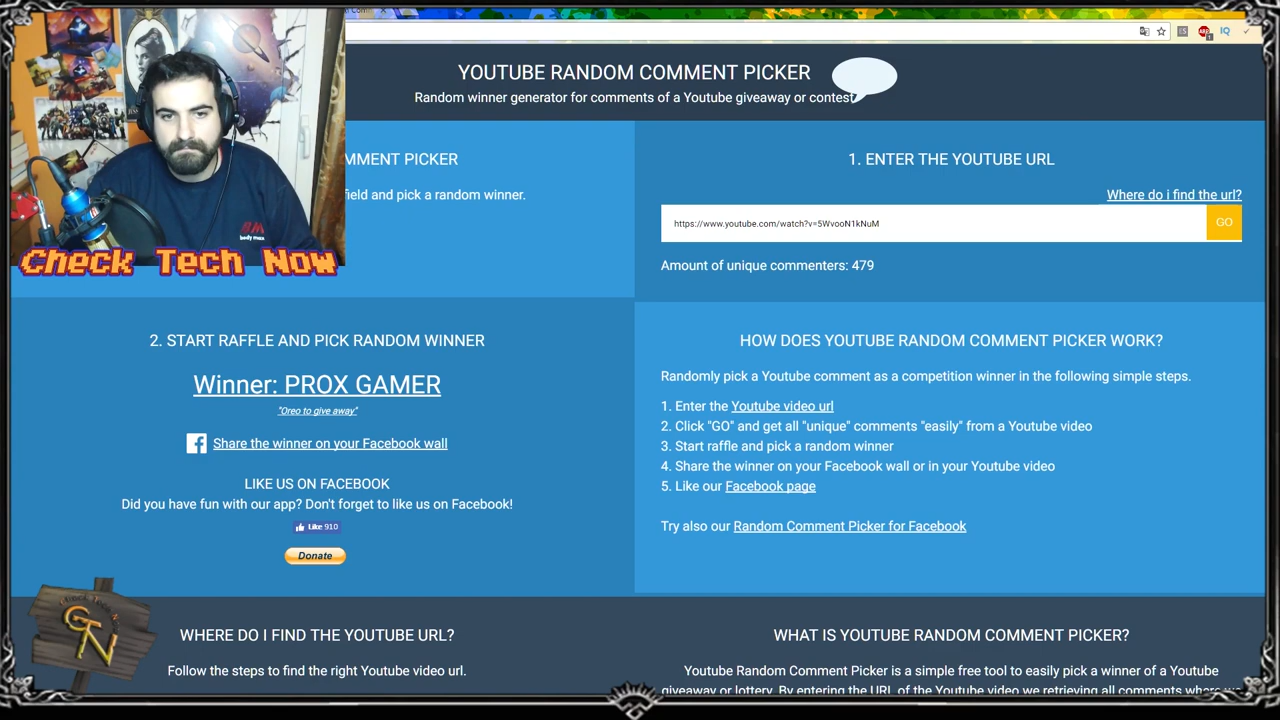 YOUTUBE RANDOM COMMENT PICKER
Random winner generator for comments of a Youtube giveaway or contest
MMENT PICKER
field and pick a random winner.
body maxx
Check Tech Now
1. ENTER THE YOUTUBE URL
Where do i find the url?
https://www.youtube.com/watch?v=5WvooN1kNuM
GO
Amount of unique commenters: 479
2. START RAFFLE AND PICK RANDOM WINNER
Winner: PROX GAMER
"Oreo to give away"
Share the winner on your Facebook wall
LIKE US ON FACEBOOK
Did you have fun with our app? Don't forget to like us on Facebook!
Like 910
Donate
HOW DOES YOUTUBE RANDOM COMMENT PICKER WORK?
Randomly pick a Youtube comment as a competition winner in the following simple steps.
1. Enter the Youtube video url
2. Click "GO" and get all "unique" comments "easily" from a Youtube video
3. Start raffle and pick a random winner
4. Share the winner on your Facebook wall or in your Youtube video
5. Like our Facebook page
Try also our Random Comment Picker for Facebook
CTN
WHERE DO I FIND THE YOUTUBE URL?
Follow the steps to find the right Youtube video url.
WHAT IS YOUTUBE RANDOM COMMENT PICKER?
Youtube Random Comment Picker is a simple free tool to easily pick a winner of a Youtube
giveaway or lottery. By entering the URL of the Youtube video we retrieving all comments where